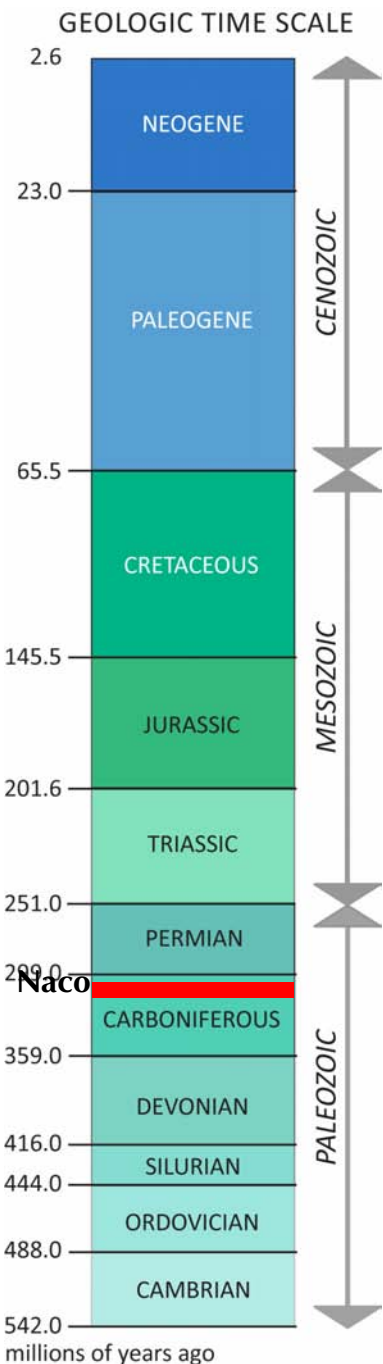 GEOLOGIC TIME SCALE
2.6
NEOGENE
23.0
PALEOGENE
CENOZOIC
65.5
CRETACEOUS
145.5
JURASSIC
MESOZOIC
201.6
TRIASSIC
251.0
PERMIAN
299.0
Naco
CARBONIFEROUS
359.0
DEVONIAN
PALEOZOIC
416.0
SILURIAN
444.0
ORDOVICIAN
488.0
CAMBRIAN
542.0
millions of years ago